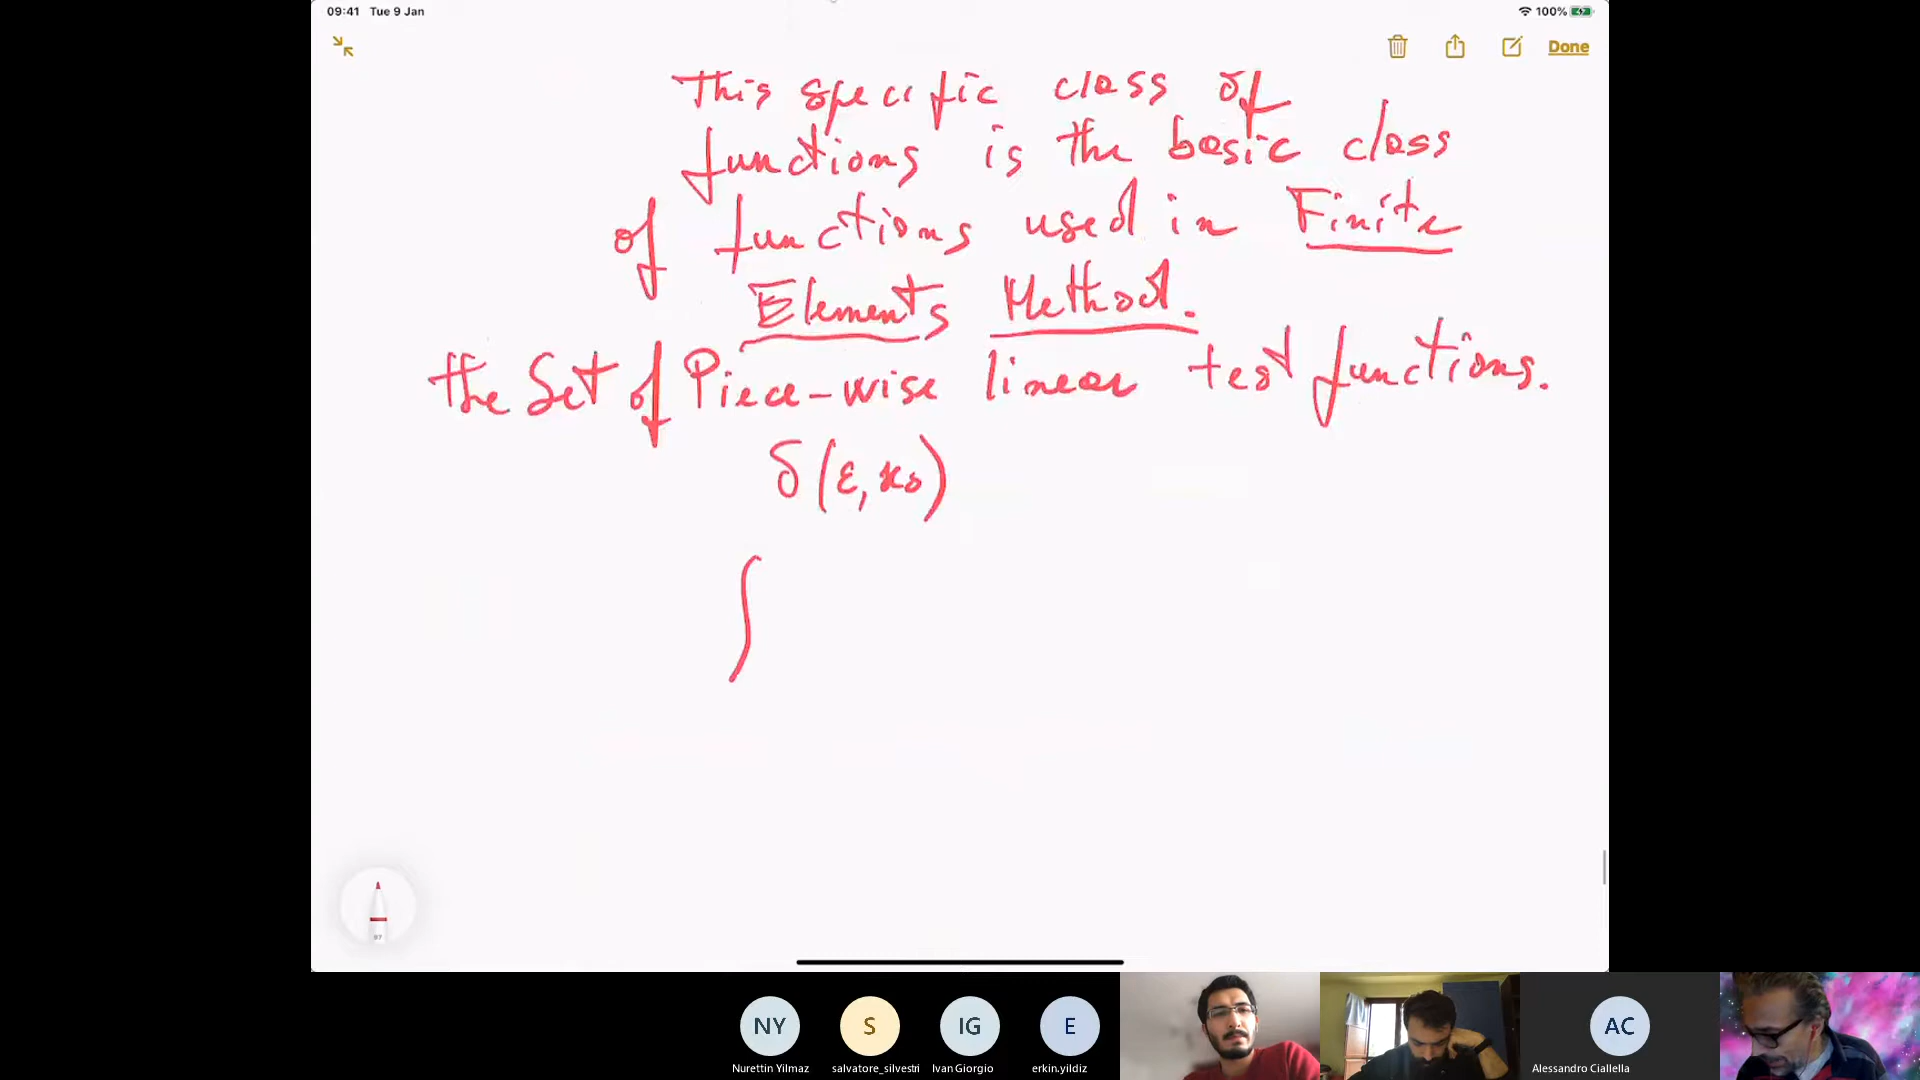 09:41 Tue 9 Jan 100%
Done
This specific class of
functions is the basic class
of functions used in Finite
Elements Method.
the Set of Piece-wise linear test functions.
δ(ε, x₀)
∫
97
NY S IG E AC
Nurettin Yilmaz salvatore_silvestri Ivan Giorgio erkin.yildiz Alessandro Ciallella